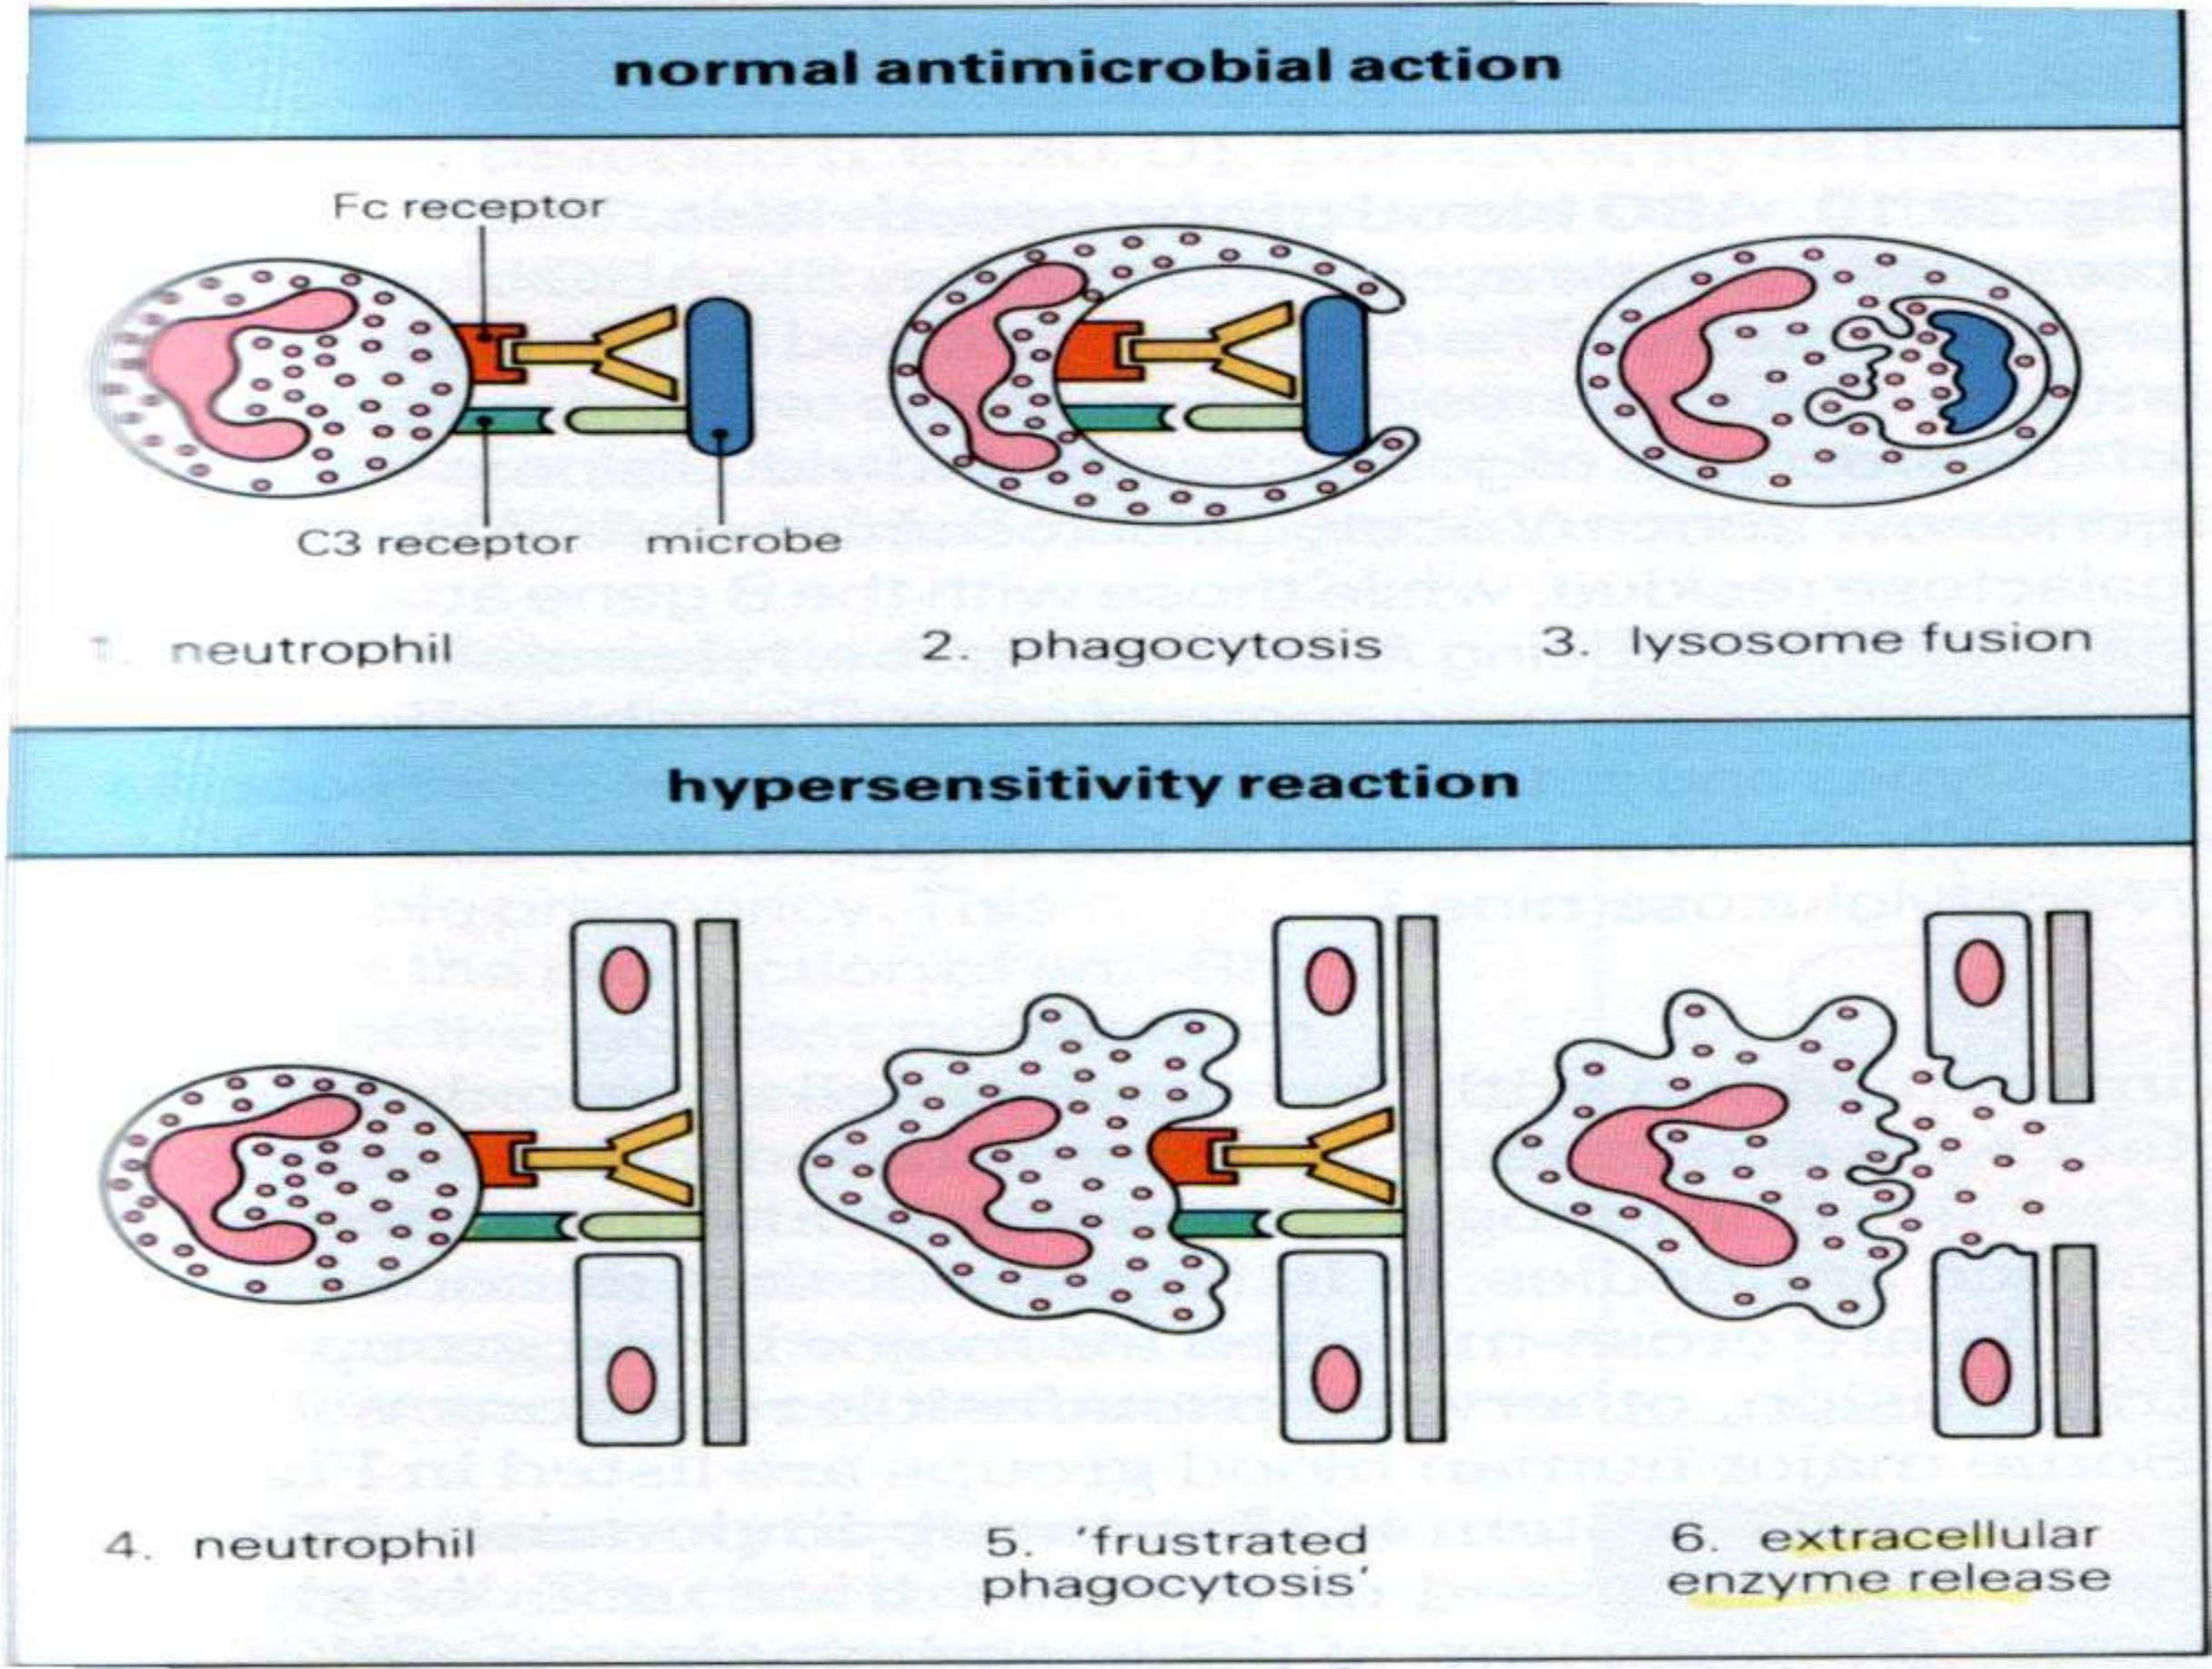 normal antimicrobial action
Fc receptor
C3 receptor microbe
1. neutrophil 2. phagocytosis 3. lysosome fusion
hypersensitivity reaction
4. neutrophil 5. 'frustrated 6. extracellular
phagocytosis' enzyme release